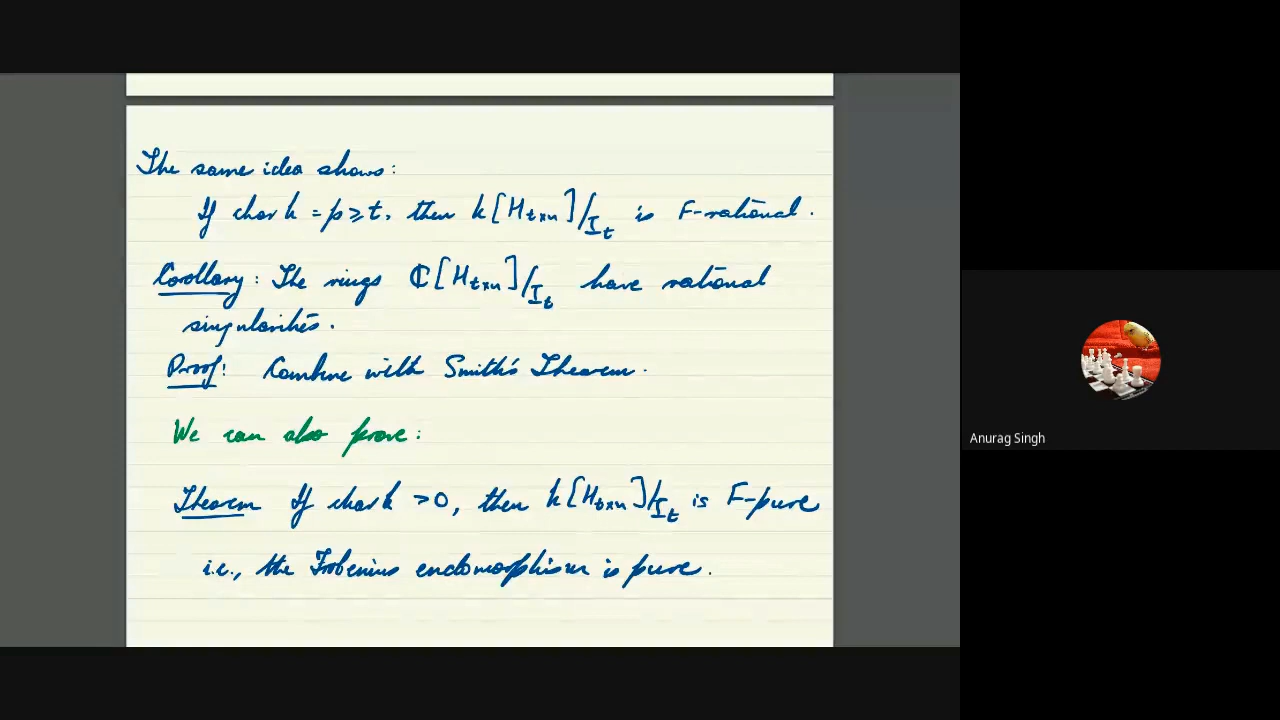 The same idea shows:
If char k = p ≥ t, then k[H_{t×n}]/I_t is F-rational.
Corollary: The rings ℂ[H_{t×n}]/I_t have rational
singularities.
Proof: Combine with Smith's Theorem.
We can also prove:
Theorem If char k > 0, then k[H_{t×n}]/I_t is F-pure
i.e., the Frobenius endomorphism is pure.
Anurag Singh